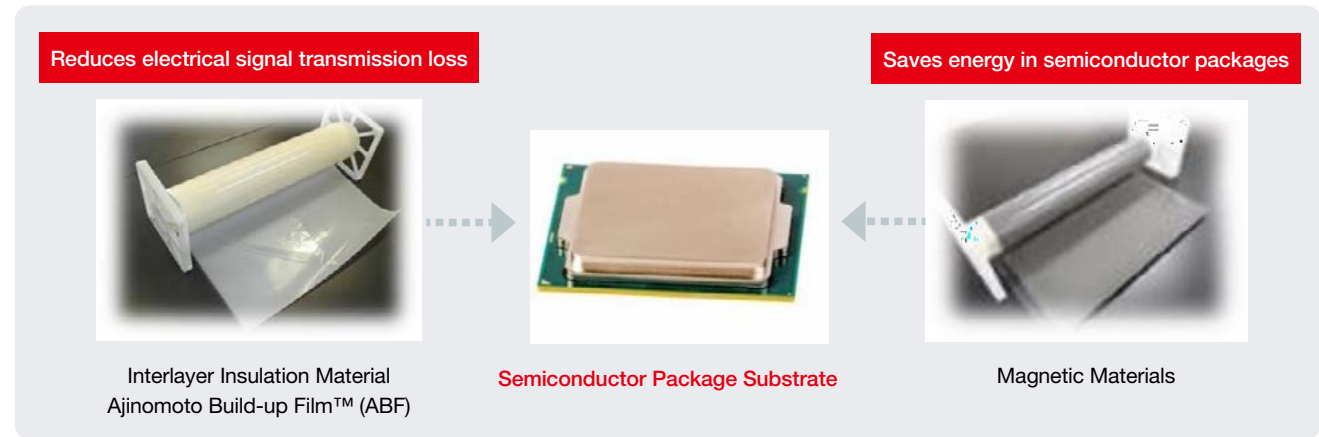 Reduces electrical signal transmission loss
Saves energy in semiconductor packages
Interlayer Insulation Material
Ajinomoto Build-up Film™ (ABF)
Semiconductor Package Substrate
Magnetic Materials